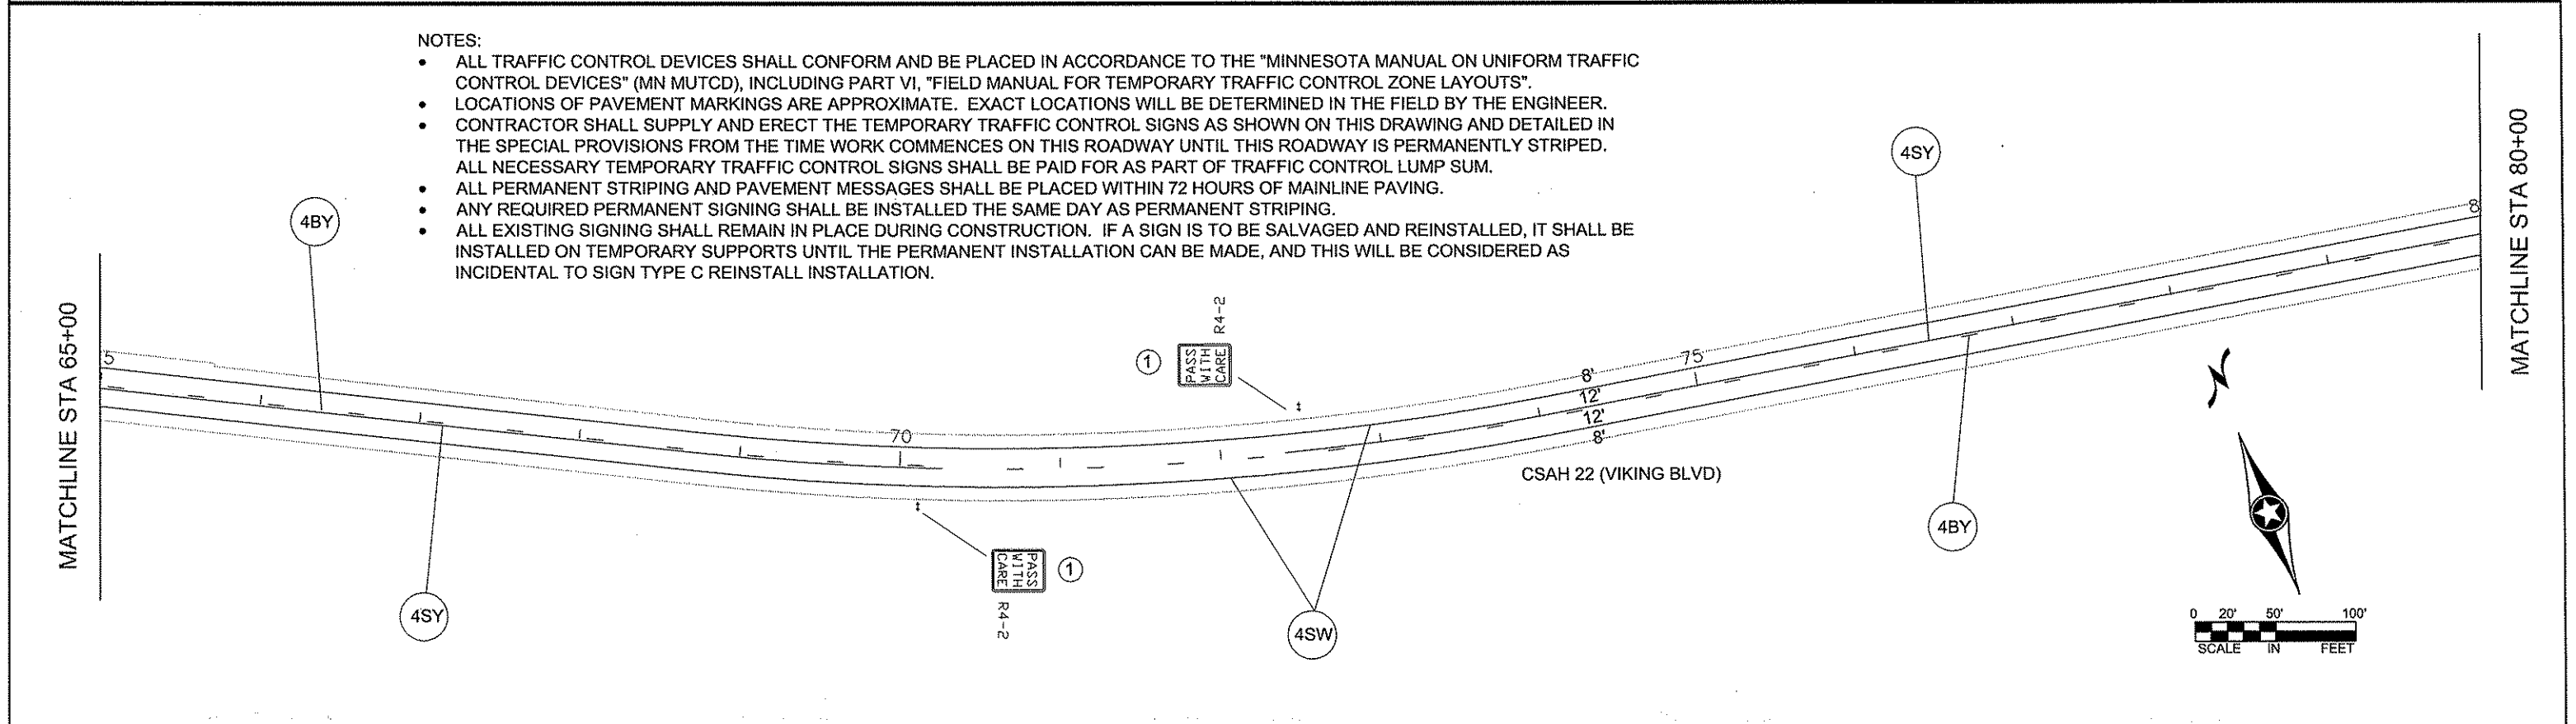 NOTES:
• ALL TRAFFIC CONTROL DEVICES SHALL CONFORM AND BE PLACED IN ACCORDANCE TO THE "MINNESOTA MANUAL ON UNIFORM TRAFFIC
CONTROL DEVICES" (MN MUTCD), INCLUDING PART VI, "FIELD MANUAL FOR TEMPORARY TRAFFIC CONTROL ZONE LAYOUTS".
• LOCATIONS OF PAVEMENT MARKINGS ARE APPROXIMATE. EXACT LOCATIONS WILL BE DETERMINED IN THE FIELD BY THE ENGINEER.
• CONTRACTOR SHALL SUPPLY AND ERECT THE TEMPORARY TRAFFIC CONTROL SIGNS AS SHOWN ON THIS DRAWING AND DETAILED IN
THE SPECIAL PROVISIONS FROM THE TIME WORK COMMENCES ON THIS ROADWAY UNTIL THIS ROADWAY IS PERMANENTLY STRIPED.
ALL NECESSARY TEMPORARY TRAFFIC CONTROL SIGNS SHALL BE PAID FOR AS PART OF TRAFFIC CONTROL LUMP SUM.
• ALL PERMANENT STRIPING AND PAVEMENT MESSAGES SHALL BE PLACED WITHIN 72 HOURS OF MAINLINE PAVING.
• ANY REQUIRED PERMANENT SIGNING SHALL BE INSTALLED THE SAME DAY AS PERMANENT STRIPING.
• ALL EXISTING SIGNING SHALL REMAIN IN PLACE DURING CONSTRUCTION. IF A SIGN IS TO BE SALVAGED AND REINSTALLED, IT SHALL BE
INSTALLED ON TEMPORARY SUPPORTS UNTIL THE PERMANENT INSTALLATION CAN BE MADE, AND THIS WILL BE CONSIDERED AS
INCIDENTAL TO SIGN TYPE C REINSTALL INSTALLATION.
MATCHLINE STA 65+00
5
4BY
4SY
70
1
PASS
WITH
CARE
R4-2
PASS
WITH
CARE
R4-2
1
4SW
8'
12'
12'
8'
75
CSAH 22 (VIKING BLVD)
4SY
4BY
8
MATCHLINE STA 80+00
N
0 20' 50' 100'
SCALE IN FEET